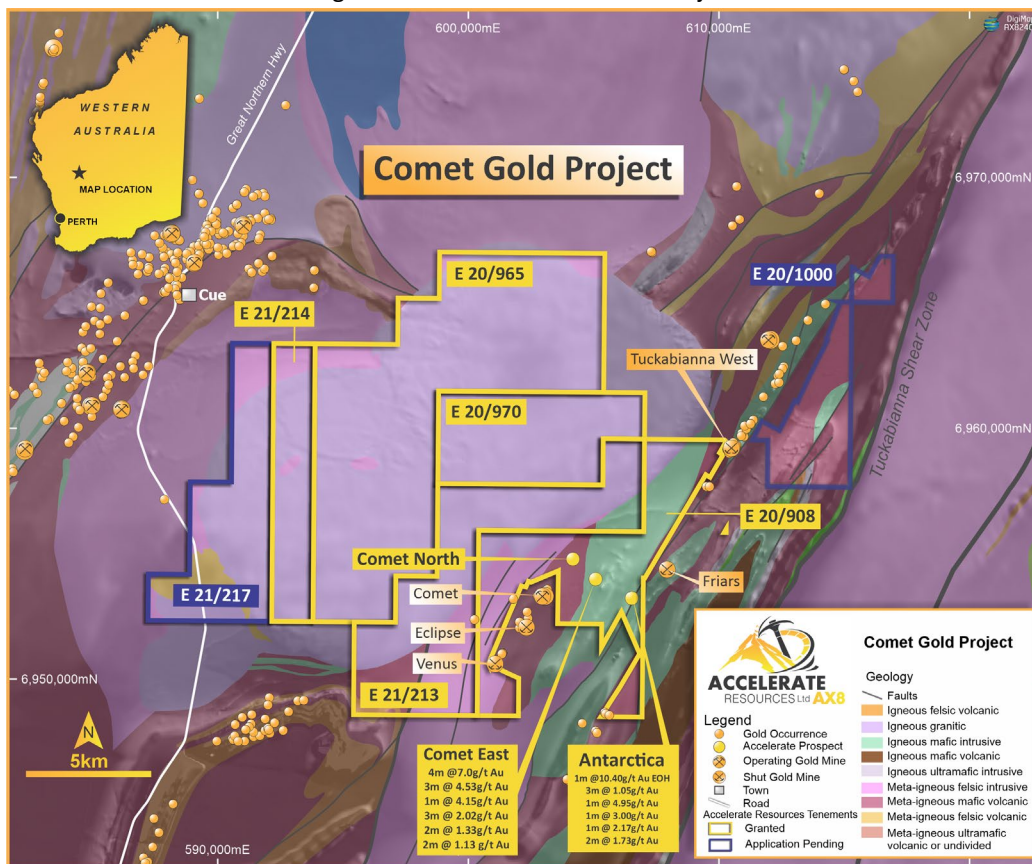 600,000mE
610,000mE
DigiMap
WESTERN
AUSTRALIA
MAP LOCATION
PERTH
Great Northern Hwy
Comet Gold Project
6,970,000mN
E 20/965
E 20/1000
Cue
E 21/214
Tuckabianna West
Tuckabianna Shear Zone
E 20/970
6,960,000mN
E 20/908
Comet North
E 21/217
Comet
Friars
Eclipse
Venus
6,950,000mN
E 21/213
N
5km
Comet East
4m @7.0g/t Au
3m @ 4.53g/t Au
1m @ 4.15g/t Au
3m @ 2.02g/t Au
2m @ 1.33g/t Au
2m @ 1.13 g/t Au
Antarctica
1m @10.40g/t Au EOH
3m @ 1.05g/t Au
1m @ 4.95g/t Au
1m @ 3.00g/t Au
1m @ 2.17g/t Au
2m @ 1.73g/t Au
590,000mE
ACCELERATE
RESOURCES Ltd AX8
Legend
Gold Occurrence
Accelerate Prospect
Operating Gold Mine
Shut Gold Mine
Town
Road
Accelerate Resources Tenements
Granted
Application Pending
Comet Gold Project
Geology
Faults
Igneous felsic volcanic
Igneous granitic
Igneous mafic intrusive
Igneous mafic volcanic
Igneous ultramafic intrusive
Meta-igneous felsic intrusive
Meta-igneous mafic volcanic
Meta-igneous felsic volcanic
Meta-igneous ultramafic
volcanic or undivided